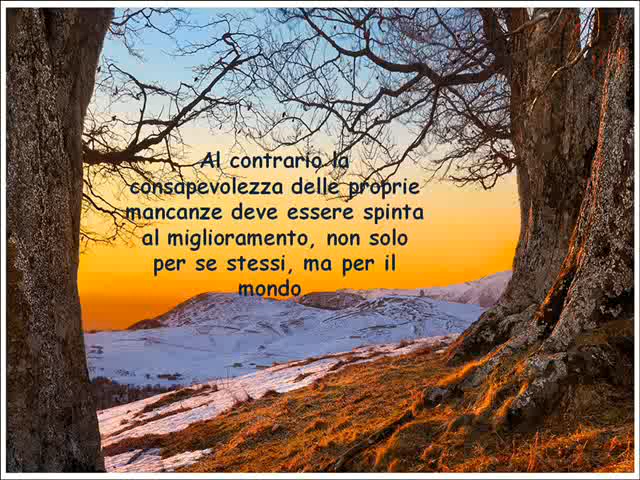 Al contrario la
consapevolezza delle proprie
mancanze deve essere spinta
al miglioramento, non solo
per se stessi, ma per il
mondo